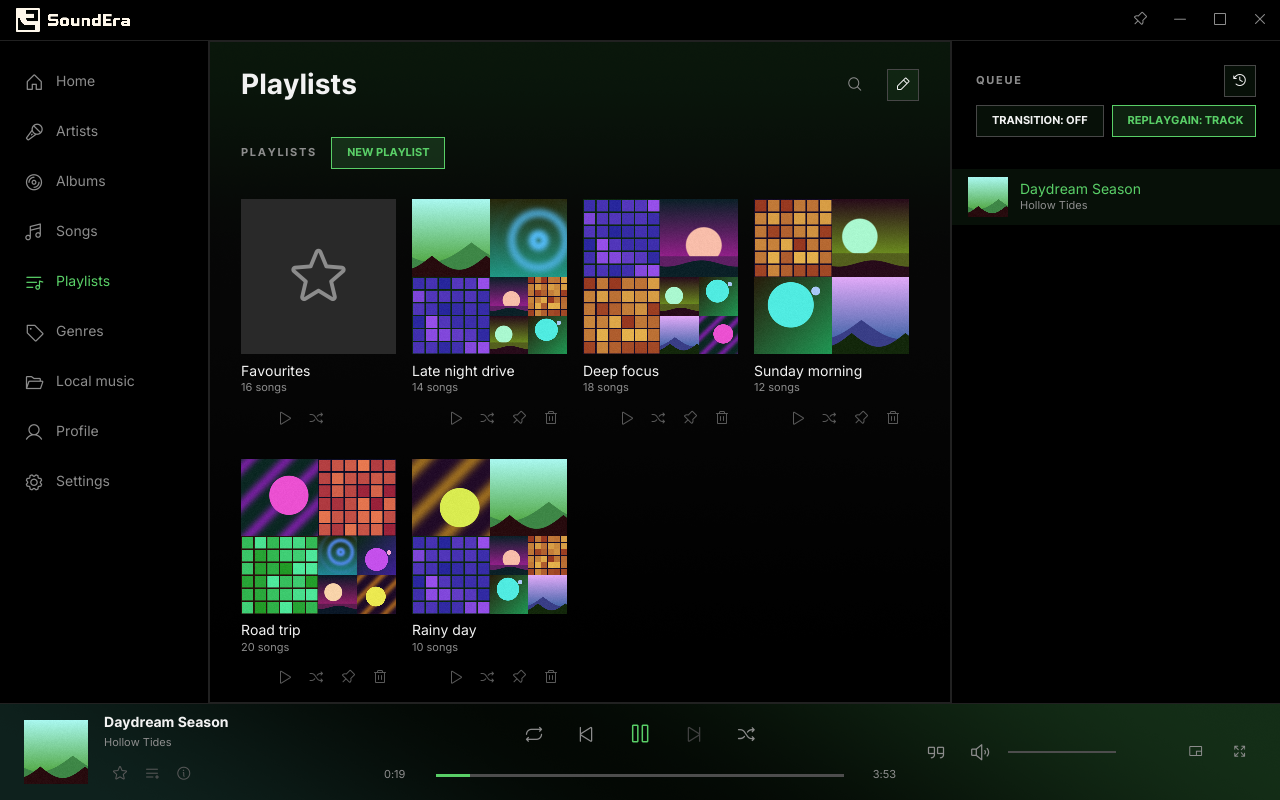 SoundEra
Home
Artists
Albums
Songs
Playlists
Genres
Local music
Profile
Settings
Playlists
PLAYLISTS
NEW PLAYLIST
Favourites
16 songs
Late night drive
14 songs
Deep focus
18 songs
Sunday morning
12 songs
Road trip
20 songs
Rainy day
10 songs
QUEUE
TRANSITION: OFF
REPLAYGAIN: TRACK
Daydream Season
Hollow Tides
Daydream Season
Hollow Tides
0:19
3:53